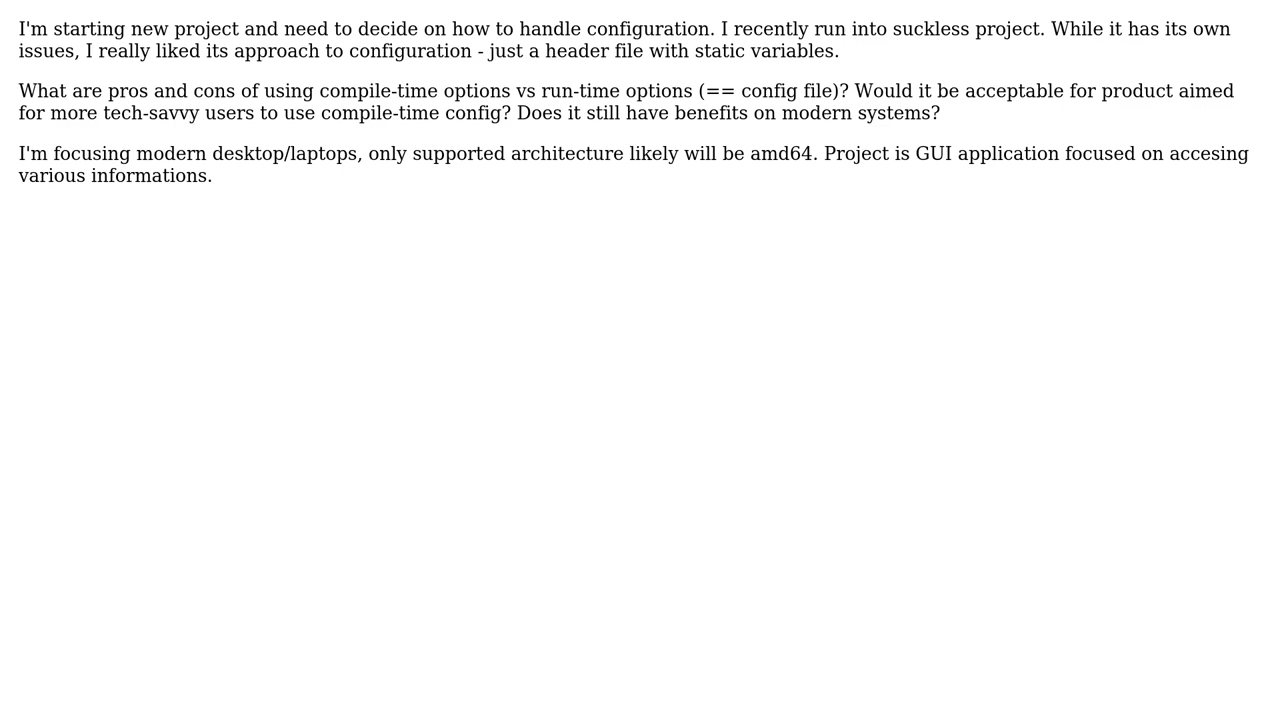 I'm starting new project and need to decide on how to handle configuration. I recently run into suckless project. While it has its own
issues, I really liked its approach to configuration - just a header file with static variables.
What are pros and cons of using compile-time options vs run-time options (== config file)? Would it be acceptable for product aimed
for more tech-savvy users to use compile-time config? Does it still have benefits on modern systems?
I'm focusing modern desktop/laptops, only supported architecture likely will be amd64. Project is GUI application focused on accesing
various informations.